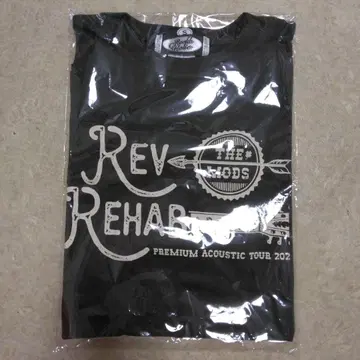 REV
THE
MODS
REHAB
PREMIUM ACOUSTIC TOUR 202